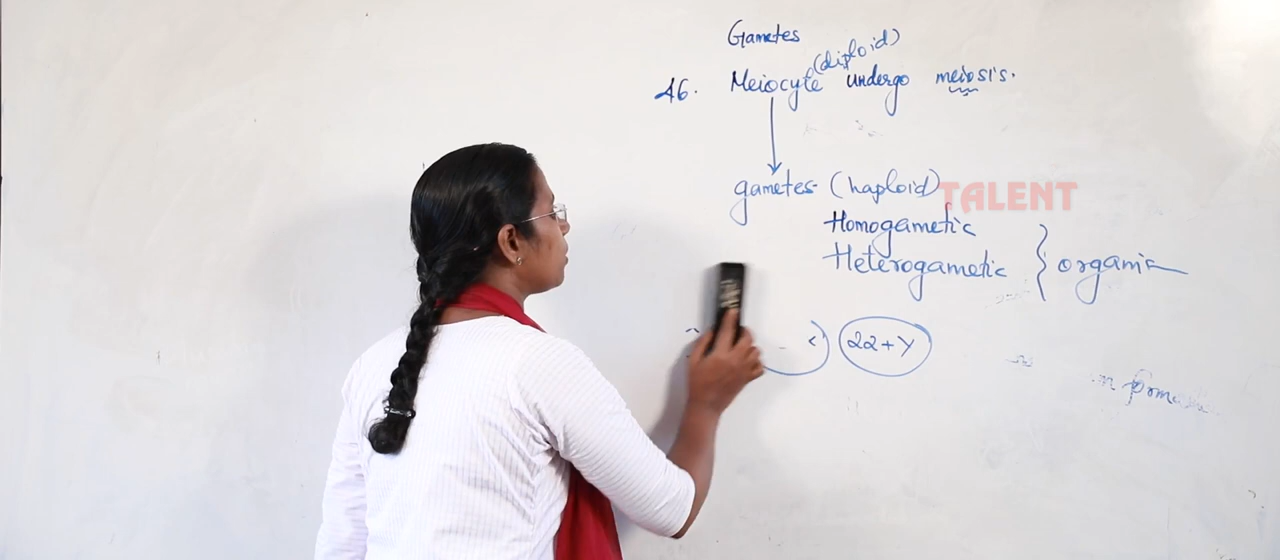 Gametes
(diploid)
46. Meiocyte undergo meiosis.
gametes- (haploid)
TALENT
Homogametic
Heterogametic } organis
22+Y